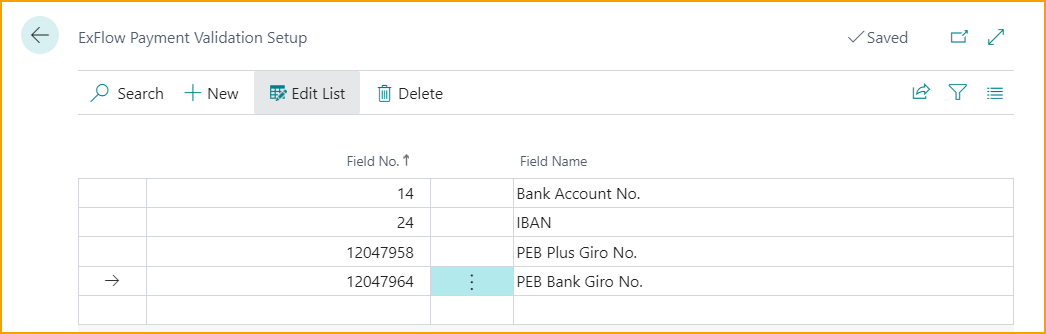 ExFlow Payment Validation Setup
Saved
Search New Edit List Delete
Field No.↑ Field Name
14 Bank Account No.
24 IBAN
12047958 PEB Plus Giro No.
12047964 PEB Bank Giro No.